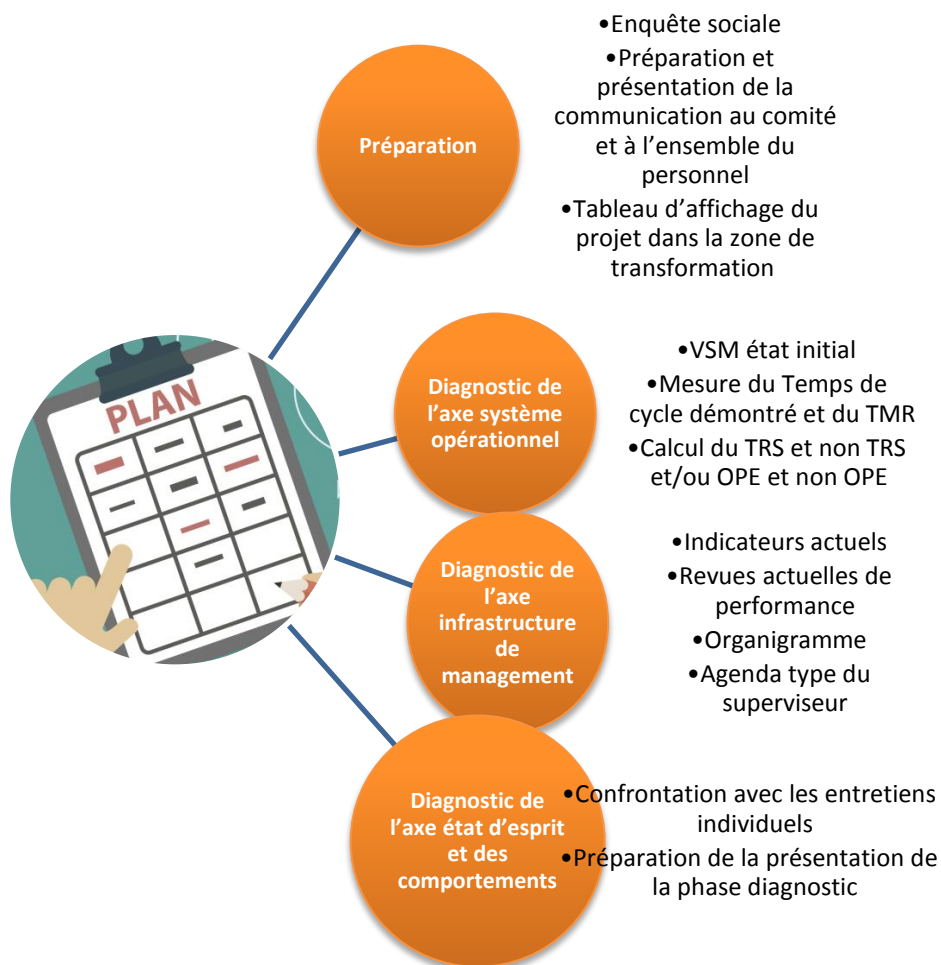 PLAN
Préparation
•Enquête sociale
•Préparation et
présentation de la
communication au comité
et à l’ensemble du
personnel
•Tableau d’affichage du
projet dans la zone de
transformation
Diagnostic de
l’axe système
opérationnel
•VSM état initial
•Mesure du Temps de
cycle démontré et du TMR
•Calcul du TRS et non TRS
et/ou OPE et non OPE
Diagnostic de
l’axe
infrastructure
de
management
•Indicateurs actuels
•Revues actuelles de
performance
•Organigramme
•Agenda type du
superviseur
Diagnostic de
l’axe état d’esprit
et des
comportements
•Confrontation avec les entretiens
individuels
•Préparation de la présentation de
la phase diagnostic